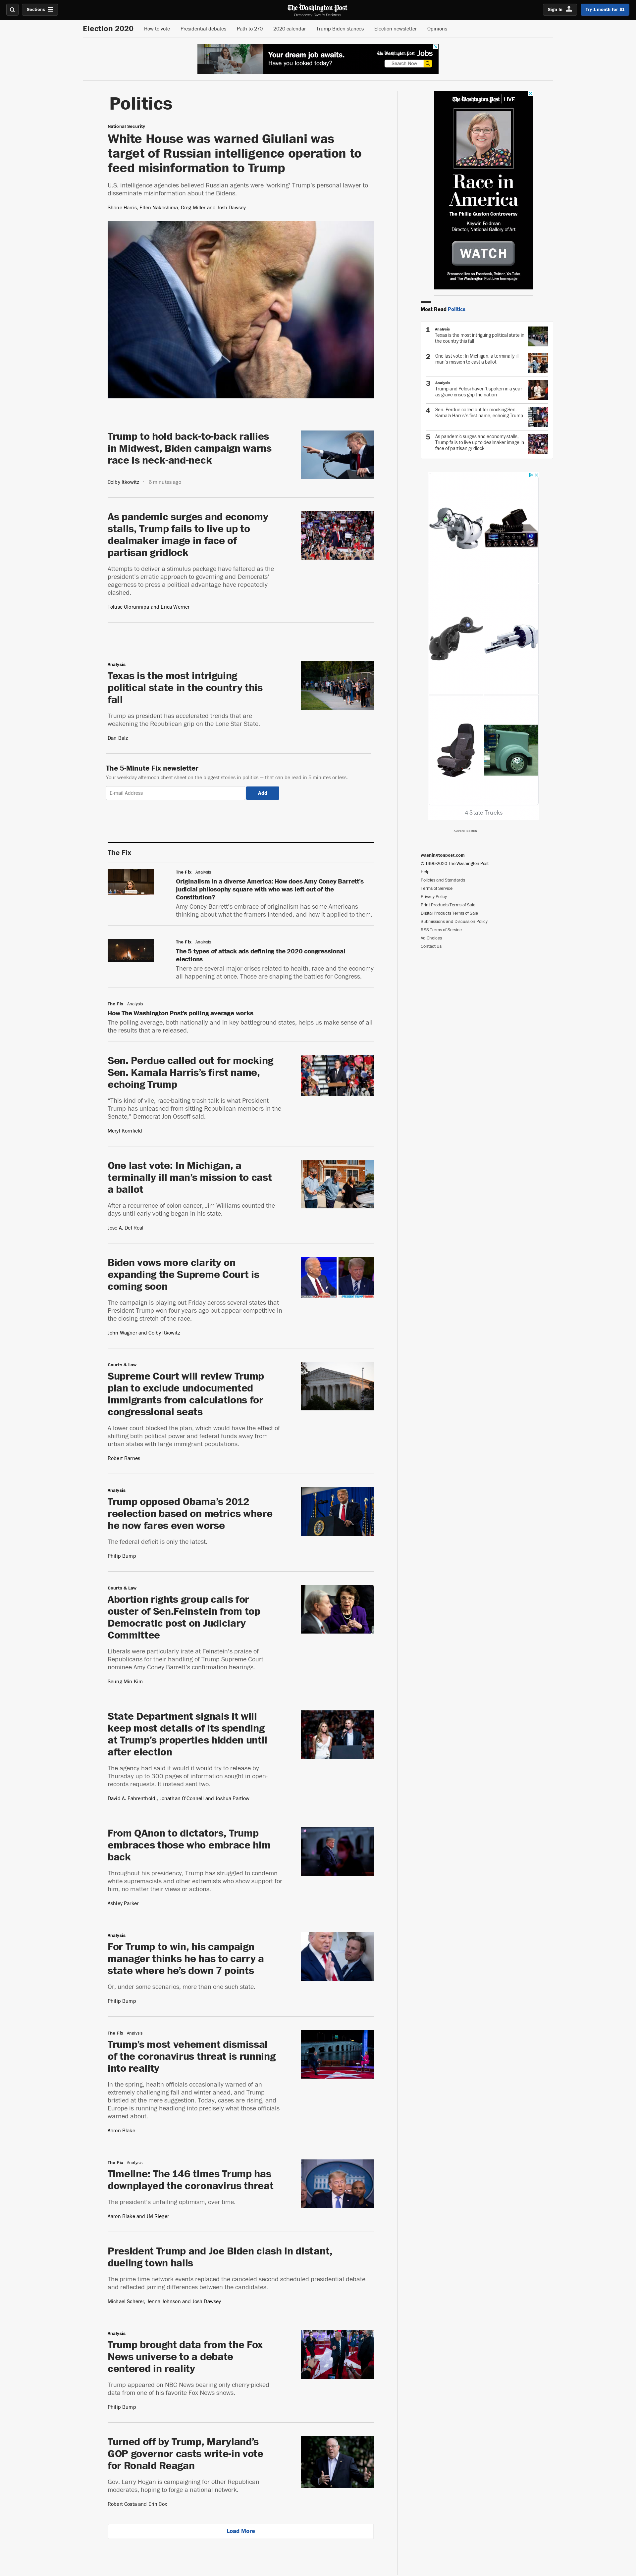 Sections
The Washington Post
Democracy Dies in Darkness
Sign In
Try 1 month for $1
Election 2020
How to vote
Presidential debates
Path to 270
2020 calendar
Trump-Biden stances
Election newsletter
Opinions
Your dream job awaits.
Have you looked today?
The Washington Post Jobs
Search Now
Politics
National Security
White House was warned Giuliani was
target of Russian intelligence operation to
feed misinformation to Trump
U.S. intelligence agencies believed Russian agents were ‘working’ Trump’s personal lawyer to
disseminate misinformation about the Bidens.
Shane Harris, Ellen Nakashima, Greg Miller and Josh Dawsey
Trump to hold back-to-back rallies
in Midwest, Biden campaign warns
race is neck-and-neck
Colby Itkowitz • 8 minutes ago
As pandemic surges and economy
stalls, Trump fails to live up to
dealmaker image in face of
partisan gridlock
Attempts to deliver a stimulus package have faltered as the
president’s erratic approach to governing and Democrats’
eagerness to press a political advantage have repeatedly
clashed.
Toluse Olorunnipa and Erica Werner
Analysis
Texas is the most intriguing
political state in the country this
fall
Trump as president has accelerated trends that are
weakening the Republican grip on the Lone Star State.
Dan Balz
The 5-Minute Fix newsletter
Your weekday afternoon cheat sheet on the biggest stories in politics — that can be read in 5 minutes or less.
E-mail Address
Add
The Fix
The Fix Analysis
Originalism in a diverse America: How does Amy Coney Barrett’s
judicial philosophy square with who was left out of the
Constitution?
Amy Coney Barrett’s embrace of originalism has some Americans
thinking about what the framers intended, and how it applied to them.
The Fix Analysis
The 5 types of attack ads defining the 2020 congressional
elections
There are several major crises related to health, race and the economy
all happening at once. Those are shaping the battles for Congress.
The Fix Analysis
How The Washington Post’s polling average works
The polling average, both nationally and in key battleground states, helps us make sense of all
the results that are released.
Sen. Perdue called out for mocking
Sen. Kamala Harris’s first name,
echoing Trump
“This kind of vile, race-baiting trash talk is what President
Trump has unleashed from sitting Republican members in the
Senate,” Democrat Jon Ossoff said.
Meryl Kornfield
One last vote: In Michigan, a
terminally ill man’s mission to cast
a ballot
After a recurrence of colon cancer, Jim Williams counted the
days until early voting began in his state.
Jose A. Del Real
Biden vows more clarity on
expanding the Supreme Court is
coming soon
The campaign is playing out Friday across several states that
President Trump won four years ago but appear competitive in
the closing stretch of the race.
John Wagner and Colby Itkowitz
Courts & Law
Supreme Court will review Trump
plan to exclude undocumented
immigrants from calculations for
congressional seats
A lower court blocked the plan, which would have the effect of
shifting both political power and federal funds away from
urban states with large immigrant populations.
Robert Barnes
Analysis
Trump opposed Obama’s 2012
reelection based on metrics where
he now fares even worse
The federal deficit is only the latest.
Philip Bump
Courts & Law
Abortion rights group calls for
ouster of Sen.Feinstein from top
Democratic post on Judiciary
Committee
Liberals were particularly irate at Feinstein’s praise of
Republicans for their handling of Trump Supreme Court
nominee Amy Coney Barrett’s confirmation hearings.
Seung Min Kim
State Department signals it will
keep most details of its spending
at Trump’s properties hidden until
after election
The agency had said it would it would try to release by
Thursday up to 300 pages of information sought in open-
records requests. It instead sent two.
David A. Fahrenthold,, Jonathan O'Connell and Joshua Partlow
From QAnon to dictators, Trump
embraces those who embrace him
back
Throughout his presidency, Trump has struggled to condemn
white supremacists and other extremists who show support for
him, no matter their views or actions.
Ashley Parker
Analysis
For Trump to win, his campaign
manager thinks he has to carry a
state where he’s down 7 points
Or, under some scenarios, more than one such state.
Philip Bump
The Fix Analysis
Trump’s most vehement dismissal
of the coronavirus threat is running
into reality
In the spring, health officials occasionally warned of an
extremely challenging fall and winter ahead, and Trump
bristled at the mere suggestion. Today, cases are rising, and
Europe is running headlong into precisely what those officials
warned about.
Aaron Blake
The Fix Analysis
Timeline: The 146 times Trump has
downplayed the coronavirus threat
The president’s unfailing optimism, over time.
Aaron Blake and JM Rieger
President Trump and Joe Biden clash in distant,
dueling town halls
The prime time network events replaced the canceled second scheduled presidential debate
and reflected jarring differences between the candidates.
Michael Scherer, Jenna Johnson and Josh Dawsey
Analysis
Trump brought data from the Fox
News universe to a debate
centered in reality
Trump appeared on NBC News bearing only cherry-picked
data from one of his favorite Fox News shows.
Philip Bump
Turned off by Trump, Maryland’s
GOP governor casts write-in vote
for Ronald Reagan
Gov. Larry Hogan is campaigning for other Republican
moderates, hoping to forge a national network.
Robert Costa and Erin Cox
Load More
The Washington Post LIVE
Race in
America
The Philip Guston Controversy
Kaywin Feldman
Director, National Gallery of Art
WATCH
Streamed live on Facebook, Twitter, YouTube
and The Washington Post Live homepage
Most Read Politics
1 Analysis
Texas is the most intriguing political state in
the country this fall
2 One last vote: In Michigan, a terminally ill
man’s mission to cast a ballot
3 Analysis
Trump and Pelosi haven’t spoken in a year
as grave crises grip the nation
4 Sen. Perdue called out for mocking Sen.
Kamala Harris’s first name, echoing Trump
5 As pandemic surges and economy stalls,
Trump fails to live up to dealmaker image in
face of partisan gridlock
4 State Trucks
ADVERTISEMENT
washingtonpost.com
© 1996-2020 The Washington Post
Help
Policies and Standards
Terms of Service
Privacy Policy
Print Products Terms of Sale
Digital Products Terms of Sale
Submissions and Discussion Policy
RSS Terms of Service
Ad Choices
Contact Us